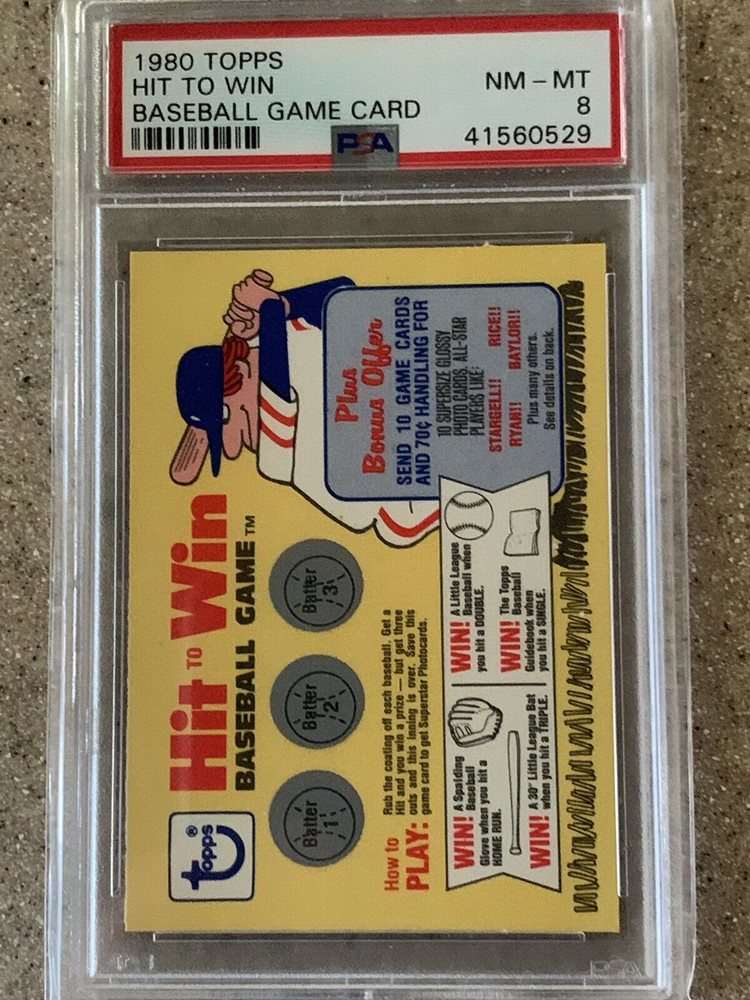 1980 TOPPS
HIT TO WIN
BASEBALL GAME CARD
NM – MT
8
41560529
PSA
topps®
Hit TO Win
BASEBALL GAME™
Batter
1
Batter
2
Batter
3
How to
PLAY:
Rub the coating off each baseball. Get a
Hit and you win a prize — but get three
outs and this inning is over. Save this
game card to get Superstar Photocards.
WIN! A Spalding
Baseball
Glove when you hit a
HOME RUN.
WIN! A 30" Little League Bat
when you hit a TRIPLE.
WIN! A Little League
Baseball when
you hit a DOUBLE.
WIN! The Topps
Baseball
Guidebook when
you hit a SINGLE.
Plus
Bonus Offer
SEND 10 GAME CARDS
AND 70¢ HANDLING FOR
10 SUPERSIZE GLOSSY
PHOTO CARDS. ALL-STAR
PLAYERS LIKE:
STARGELL!! RICE!!
RYAN!! BAYLOR!!
Plus many others.
See details on back.